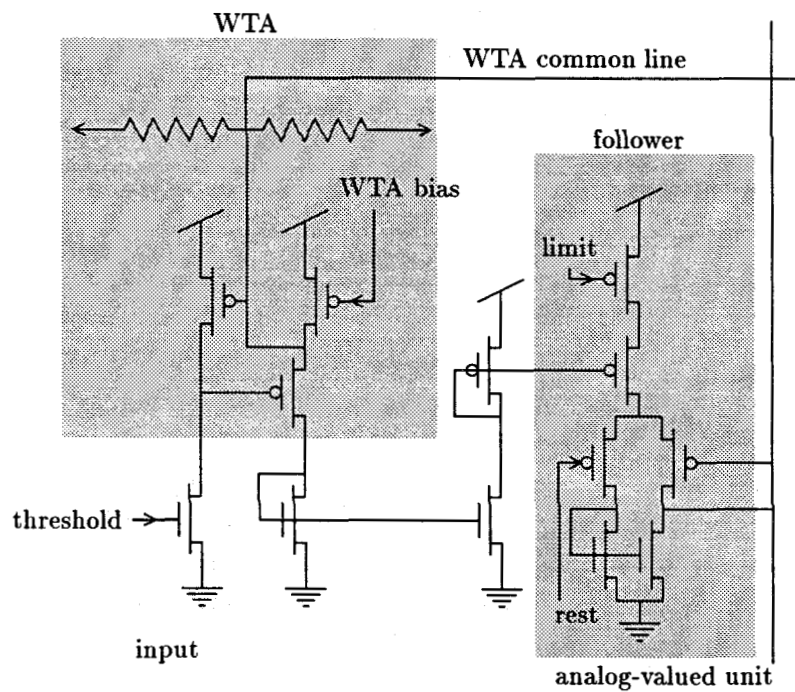 WTA
WTA common line
follower
WTA bias
limit
threshold
rest
input
analog-valued unit